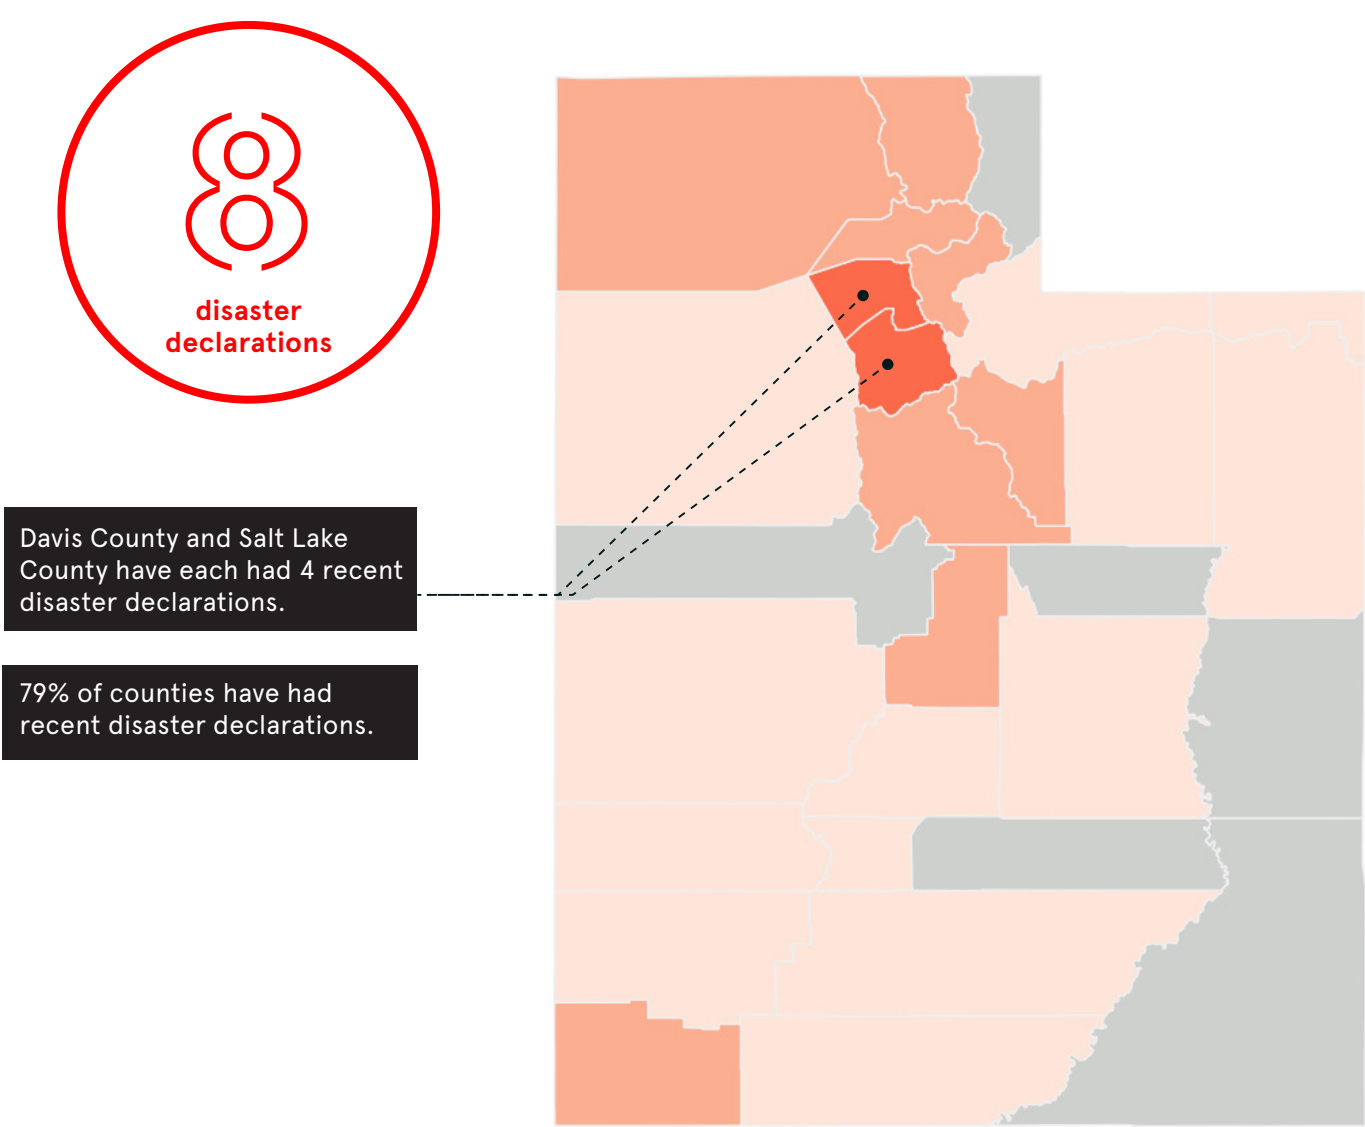 8
disaster
declarations
Davis County and Salt Lake
County have each had 4 recent
disaster declarations.
79% of counties have had
recent disaster declarations.